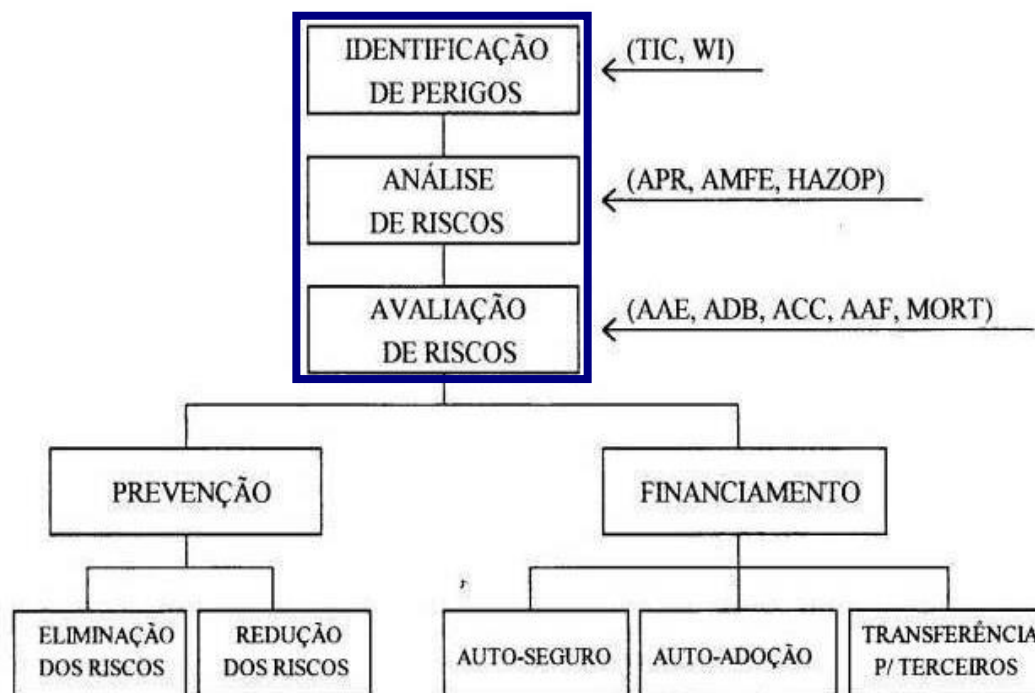 IDENTIFICAÇÃO
DE PERIGOS
(TIC, WI)
ANÁLISE
DE RISCOS
(APR, AMFE, HAZOP)
AVALIAÇÃO
DE RISCOS
(AAE, ADB, ACC, AAF, MORT)
PREVENÇÃO
FINANCIAMENTO
ELIMINAÇÃO
DOS RISCOS
REDUÇÃO
DOS RISCOS
AUTO-SEGURO
AUTO-ADOÇÃO
TRANSFERÊNCIA
P/ TERCEIROS